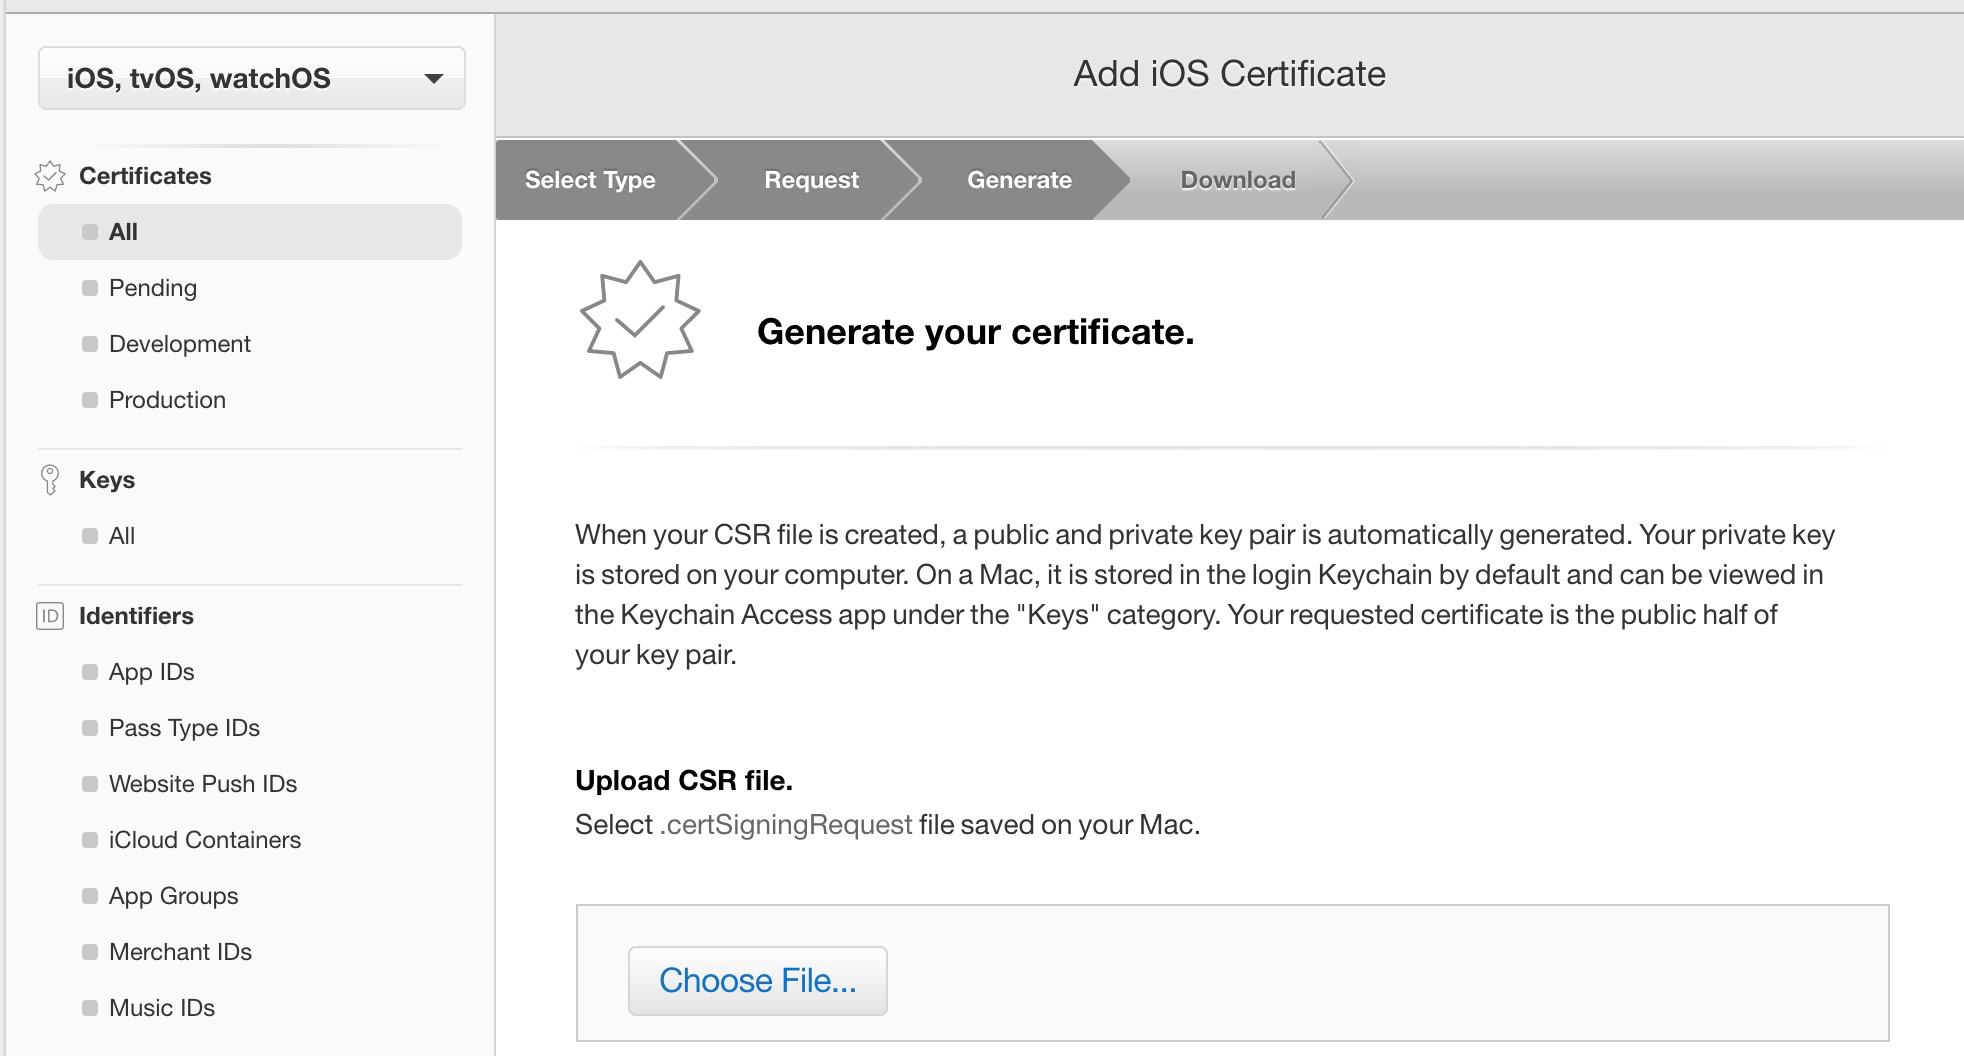 iOS, tvOS, watchOS
Certificates
All
Pending
Development
Production
Keys
All
ID Identifiers
App IDs
Pass Type IDs
Website Push IDs
iCloud Containers
App Groups
Merchant IDs
Music IDs
Add iOS Certificate
Select Type Request Generate Download
Generate your certificate.
When your CSR file is created, a public and private key pair is automatically generated. Your private key
is stored on your computer. On a Mac, it is stored in the login Keychain by default and can be viewed in
the Keychain Access app under the "Keys" category. Your requested certificate is the public half of
your key pair.
Upload CSR file.
Select .certSigningRequest file saved on your Mac.
Choose File...